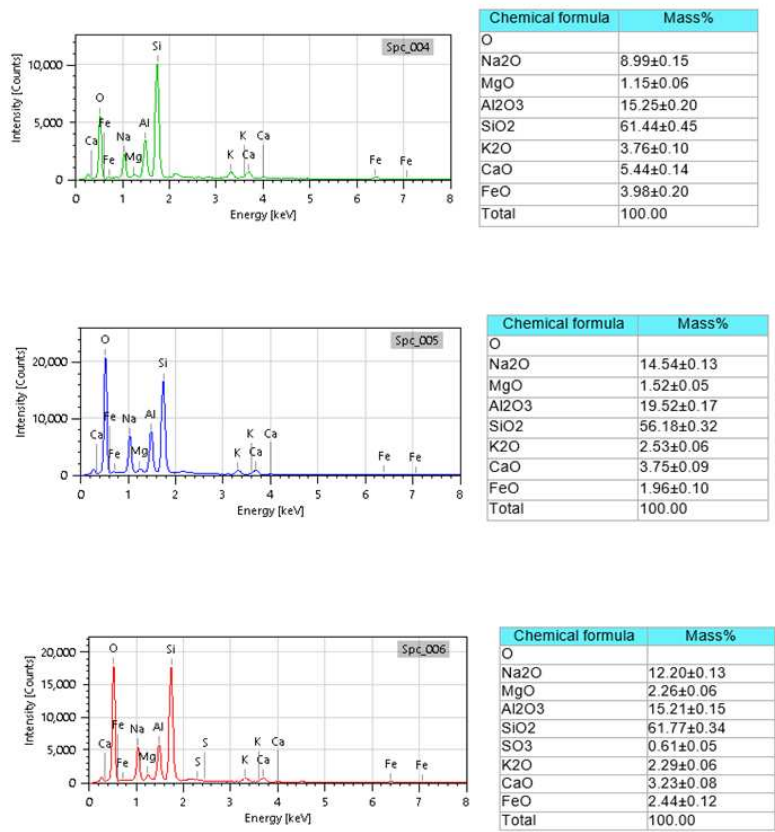 Spc_004
Si
10,000
O
Fe
5,000
Ca
Na
Al
K
Ca
Mg
Fe
K
Ca
Fe
Fe
0
0 1 2 3 4 5 6 7 8
Intensity [Counts]
Energy [keV]
Chemical formula Mass%
O
Na2O 8.99±0.15
MgO 1.15±0.06
Al2O3 15.25±0.20
SiO2 61.44±0.45
K2O 3.76±0.10
CaO 5.44±0.14
FeO 3.98±0.20
Total 100.00
Spc_005
O
Si
20,000
10,000
Fe
Na
Al
Ca
K
Ca
Fe
Mg
K
Ca
Fe
Fe
0
0 1 2 3 4 5 6 7 8
Intensity [Counts]
Energy [keV]
Chemical formula Mass%
O
Na2O 14.54±0.13
MgO 1.52±0.05
Al2O3 19.52±0.17
SiO2 56.18±0.32
K2O 2.53±0.06
CaO 3.75±0.09
FeO 1.96±0.10
Total 100.00
Spc_006
O
Si
20,000
15,000
10,000
5,000
Fe
Na
Al
Ca
S
K
Ca
Fe
Mg
S
K
Ca
Fe
Fe
0
0 1 2 3 4 5 6 7 8
Intensity [Counts]
Energy [keV]
Chemical formula Mass%
O
Na2O 12.20±0.13
MgO 2.26±0.06
Al2O3 15.21±0.15
SiO2 61.77±0.34
SO3 0.61±0.05
K2O 2.29±0.06
CaO 3.23±0.08
FeO 2.44±0.12
Total 100.00